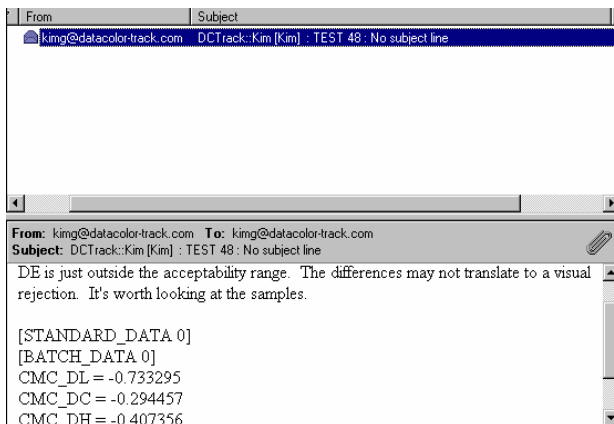 From Subject
kimg@datacolor-track.com DCTrack::Kim [Kim] : TEST 48 : No subject line
From: kimg@datacolor-track.com To: kimg@datacolor-track.com
Subject: DCTrack::Kim [Kim] : TEST 48 : No subject line
DE is just outside the acceptability range. The differences may not translate to a visual
rejection. It's worth looking at the samples.
[STANDARD_DATA 0]
[BATCH_DATA 0]
CMC_DL = -0.733295
CMC_DC = -0.294457
CMC_DH = -0.407356